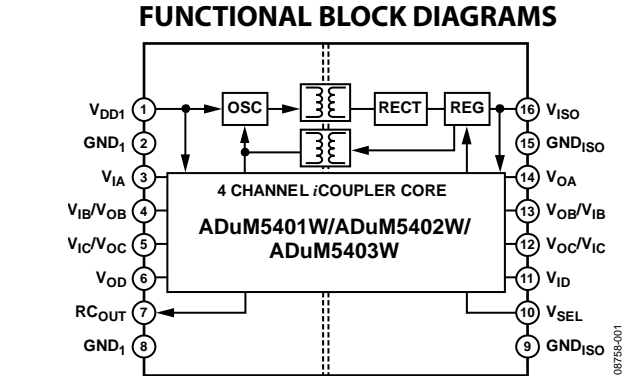 FUNCTIONAL BLOCK DIAGRAMS
OSC
RECT
REG
VDD1 1
16 VISO
GND1 2
15 GNDISO
VIA 3
14 VOA
4 CHANNEL iCOUPLER CORE
VIB/VOB 4
13 VOB/VIB
ADuM5401W/ADuM5402W/
ADuM5403W
VIC/VOC 5
12 VOC/VIC
VOD 6
11 VID
RCOUT 7
10 VSEL
GND1 8
9 GNDISO
08758-001